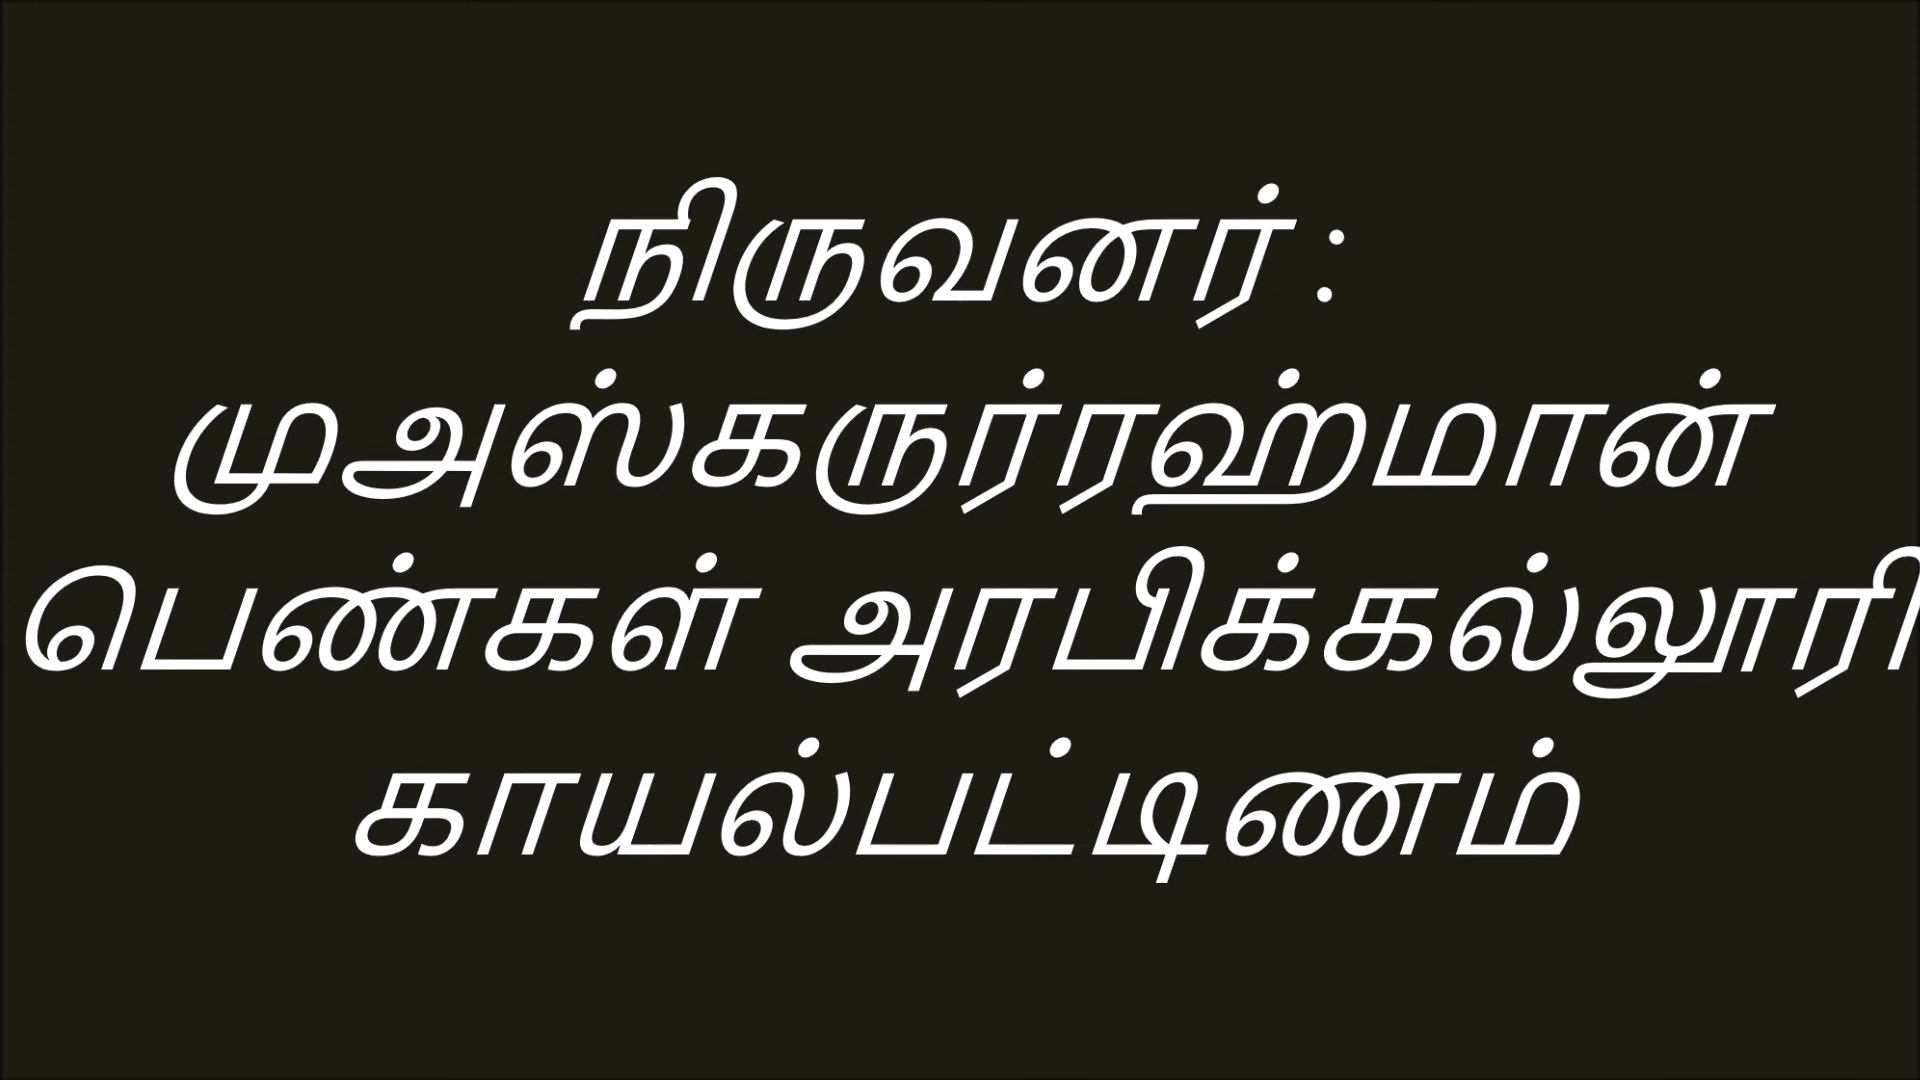 நிருவனர் :
முஅஸ்கருர்ரஹ்மான்
பெண்கள் அரபிக்கல்லூரி
காயல்பட்டிணம்